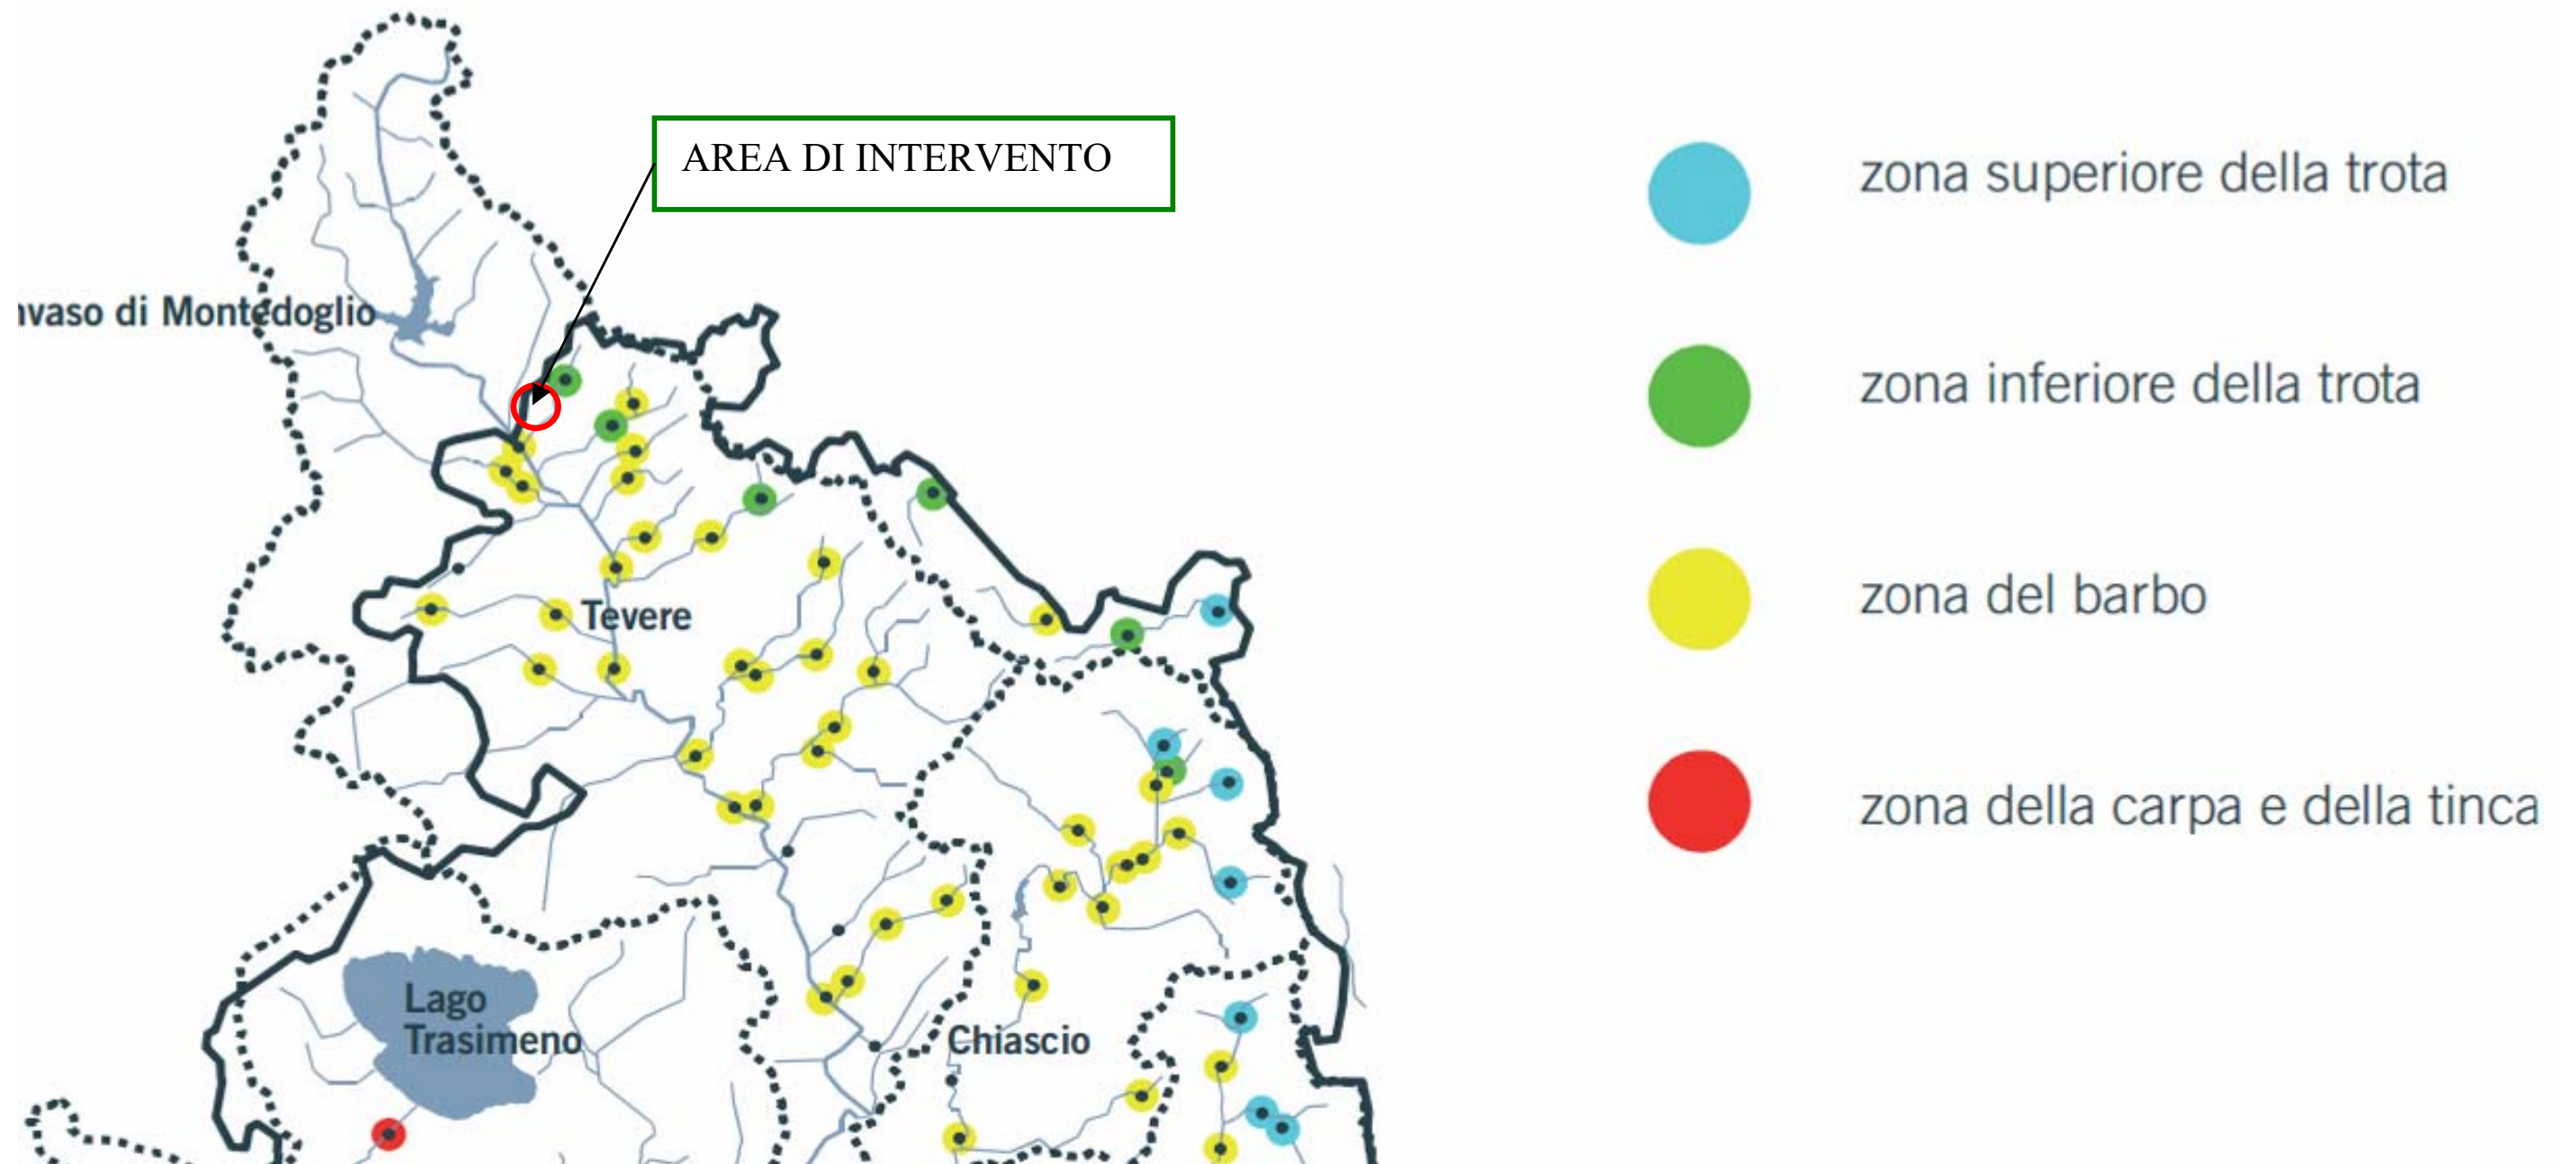 AREA DI INTERVENTO
zona superiore della trota
nvaso di Montedoglio
zona inferiore della trota
zona del barbo
Tevere
zona della carpa e della tinca
Lago
Trasimeno
Chiascio